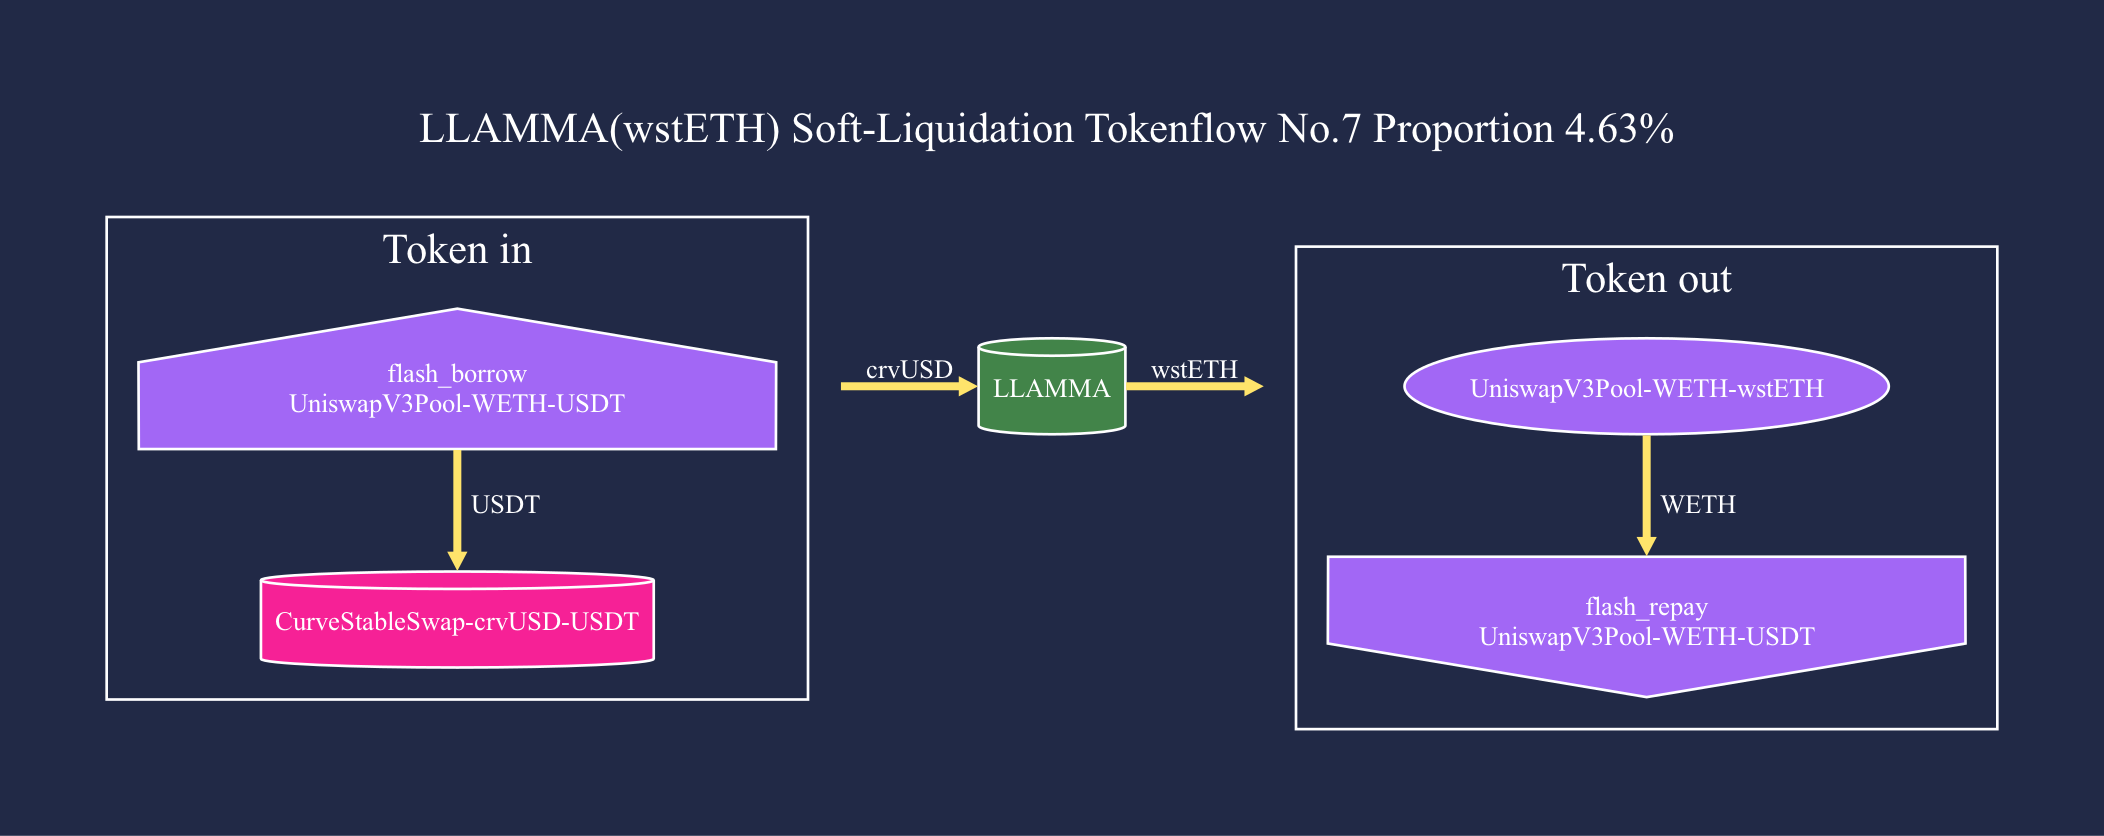 LLAMMA(wstETH) Soft-Liquidation Tokenflow No.7 Proportion 4.63%
Token in
flash_borrow
UniswapV3Pool-WETH-USDT
USDT
CurveStableSwap-crvUSD-USDT
crvUSD
LLAMMA
wstETH
Token out
UniswapV3Pool-WETH-wstETH
WETH
flash_repay
UniswapV3Pool-WETH-USDT